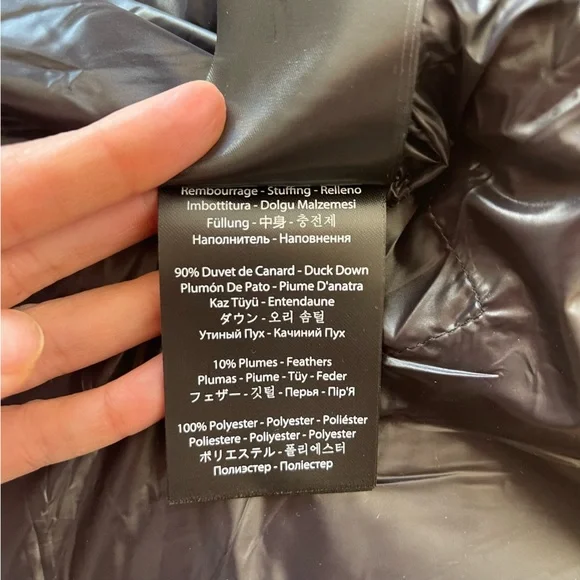 Rembourrage - Stuffing - Relleno
Imbottitura - Dolgu Malzemesi
Füllung - 中身 - 충전제
Наполнитель - Наповнення
90% Duvet de Canard - Duck Down
Plumón De Pato - Piume D'anatra
Kaz Tüyü - Entendaune
ダウン - 오리 솜털
Утиный Пух - Качиний Пух
10% Plumes - Feathers
Plumas - Piume - Tüy - Feder
フェザー - 깃털 - Перья - Пір'Я
100% Polyester - Polyester - Poliéster
Poliestere - Polyester - Polyester
ポリエステル - 폴리에스터
Полиэстер - Поліестер